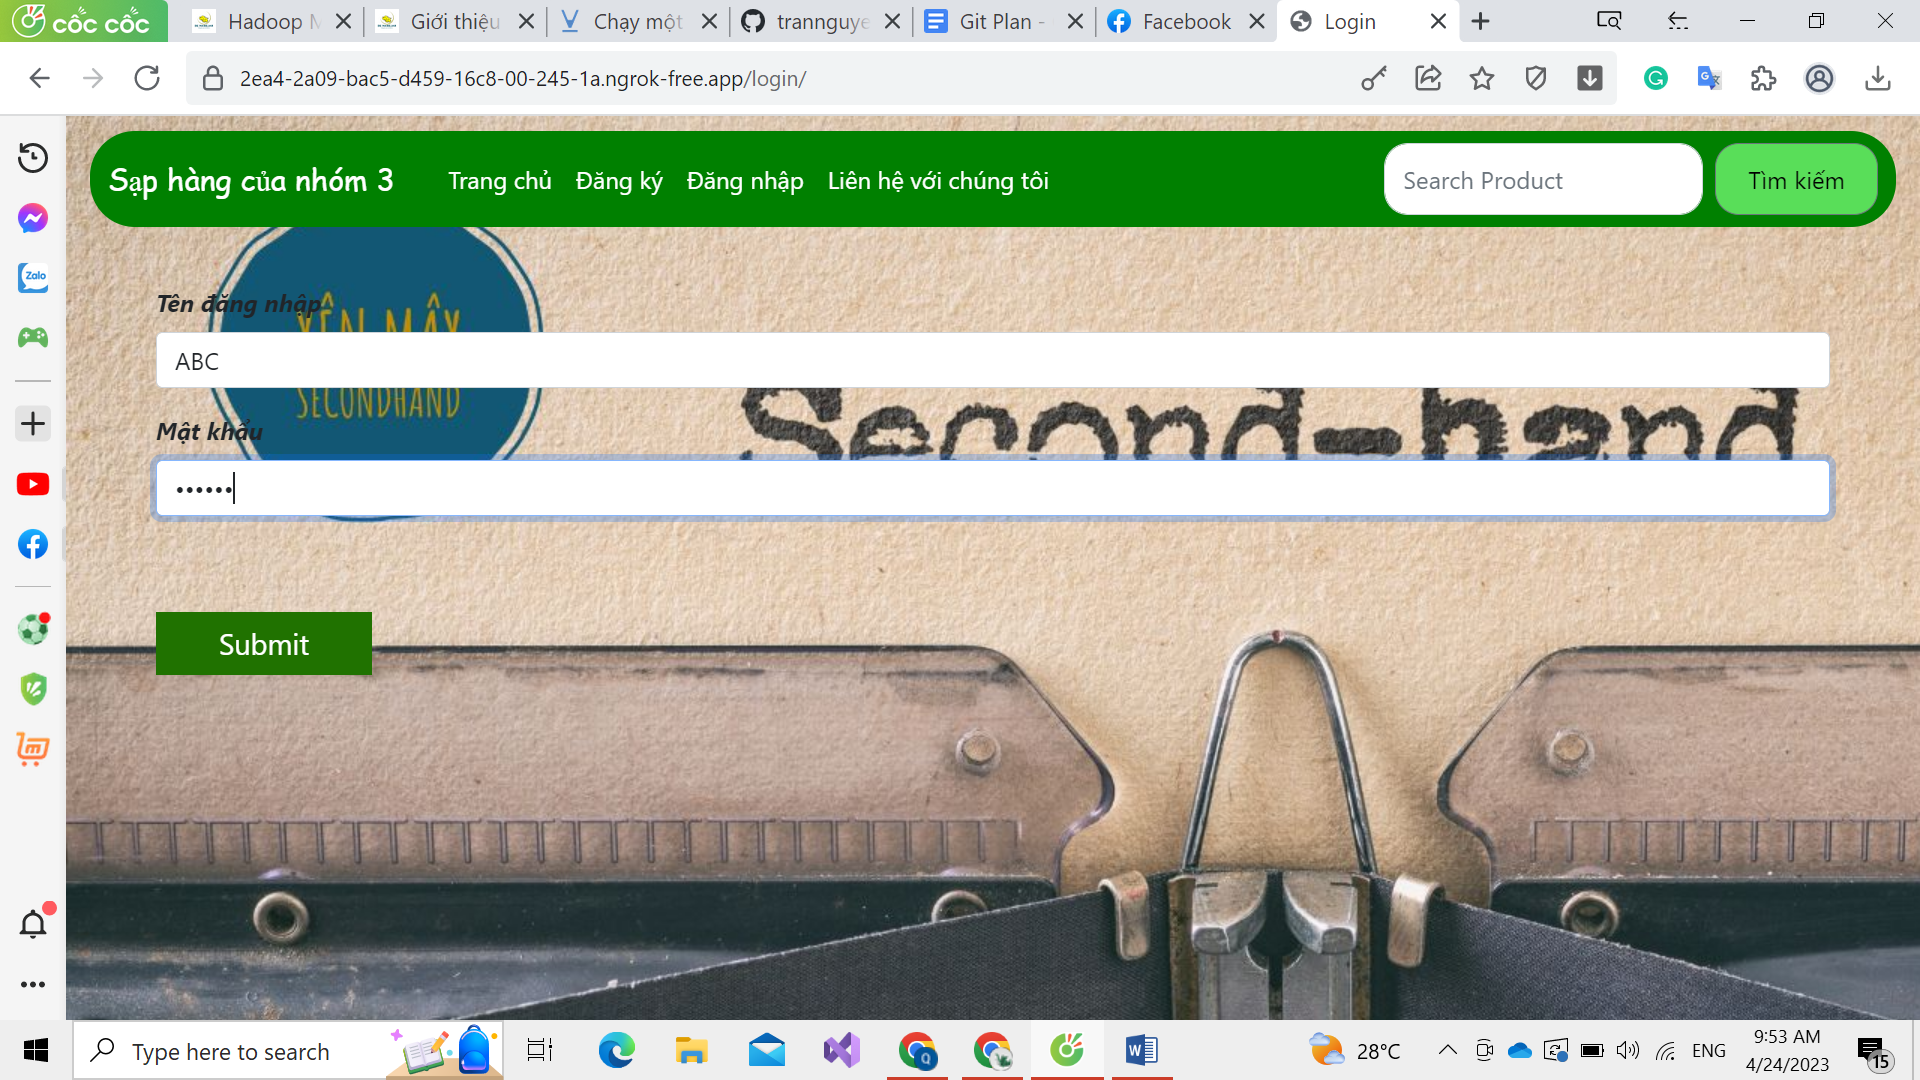 cốc cốc
Hadoop M
Giới thiệu
Chạy một
trannguye
Git Plan -
Facebook
Login
2ea4-2a09-bac5-d459-16c8-00-245-1a.ngrok-free.app/login/
Sạp hàng của nhóm 3
Trang chủ
Đăng ký
Đăng nhập
Liên hệ với chúng tôi
Search Product
Tìm kiếm
Zalo
Tên đăng nhập
YÊN MÂY
ABC
SECONDHAND
Second-hand
Mật khẩu
••••••
Submit
Type here to search
28°C
ENG
9:53 AM
4/24/2023
15